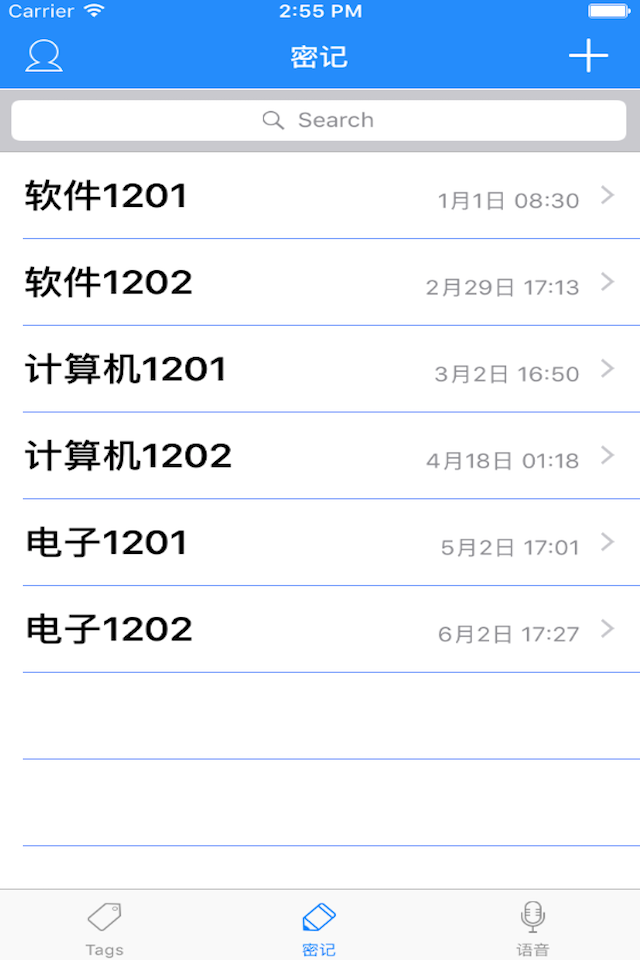 Carrier 2:55 PM
密记
Search
软件1201 1月1日 08:30
软件1202 2月29日 17:13
计算机1201 3月2日 16:50
计算机1202 4月18日 01:18
电子1201 5月2日 17:01
电子1202 6月2日 17:27
Tags 密记 语音